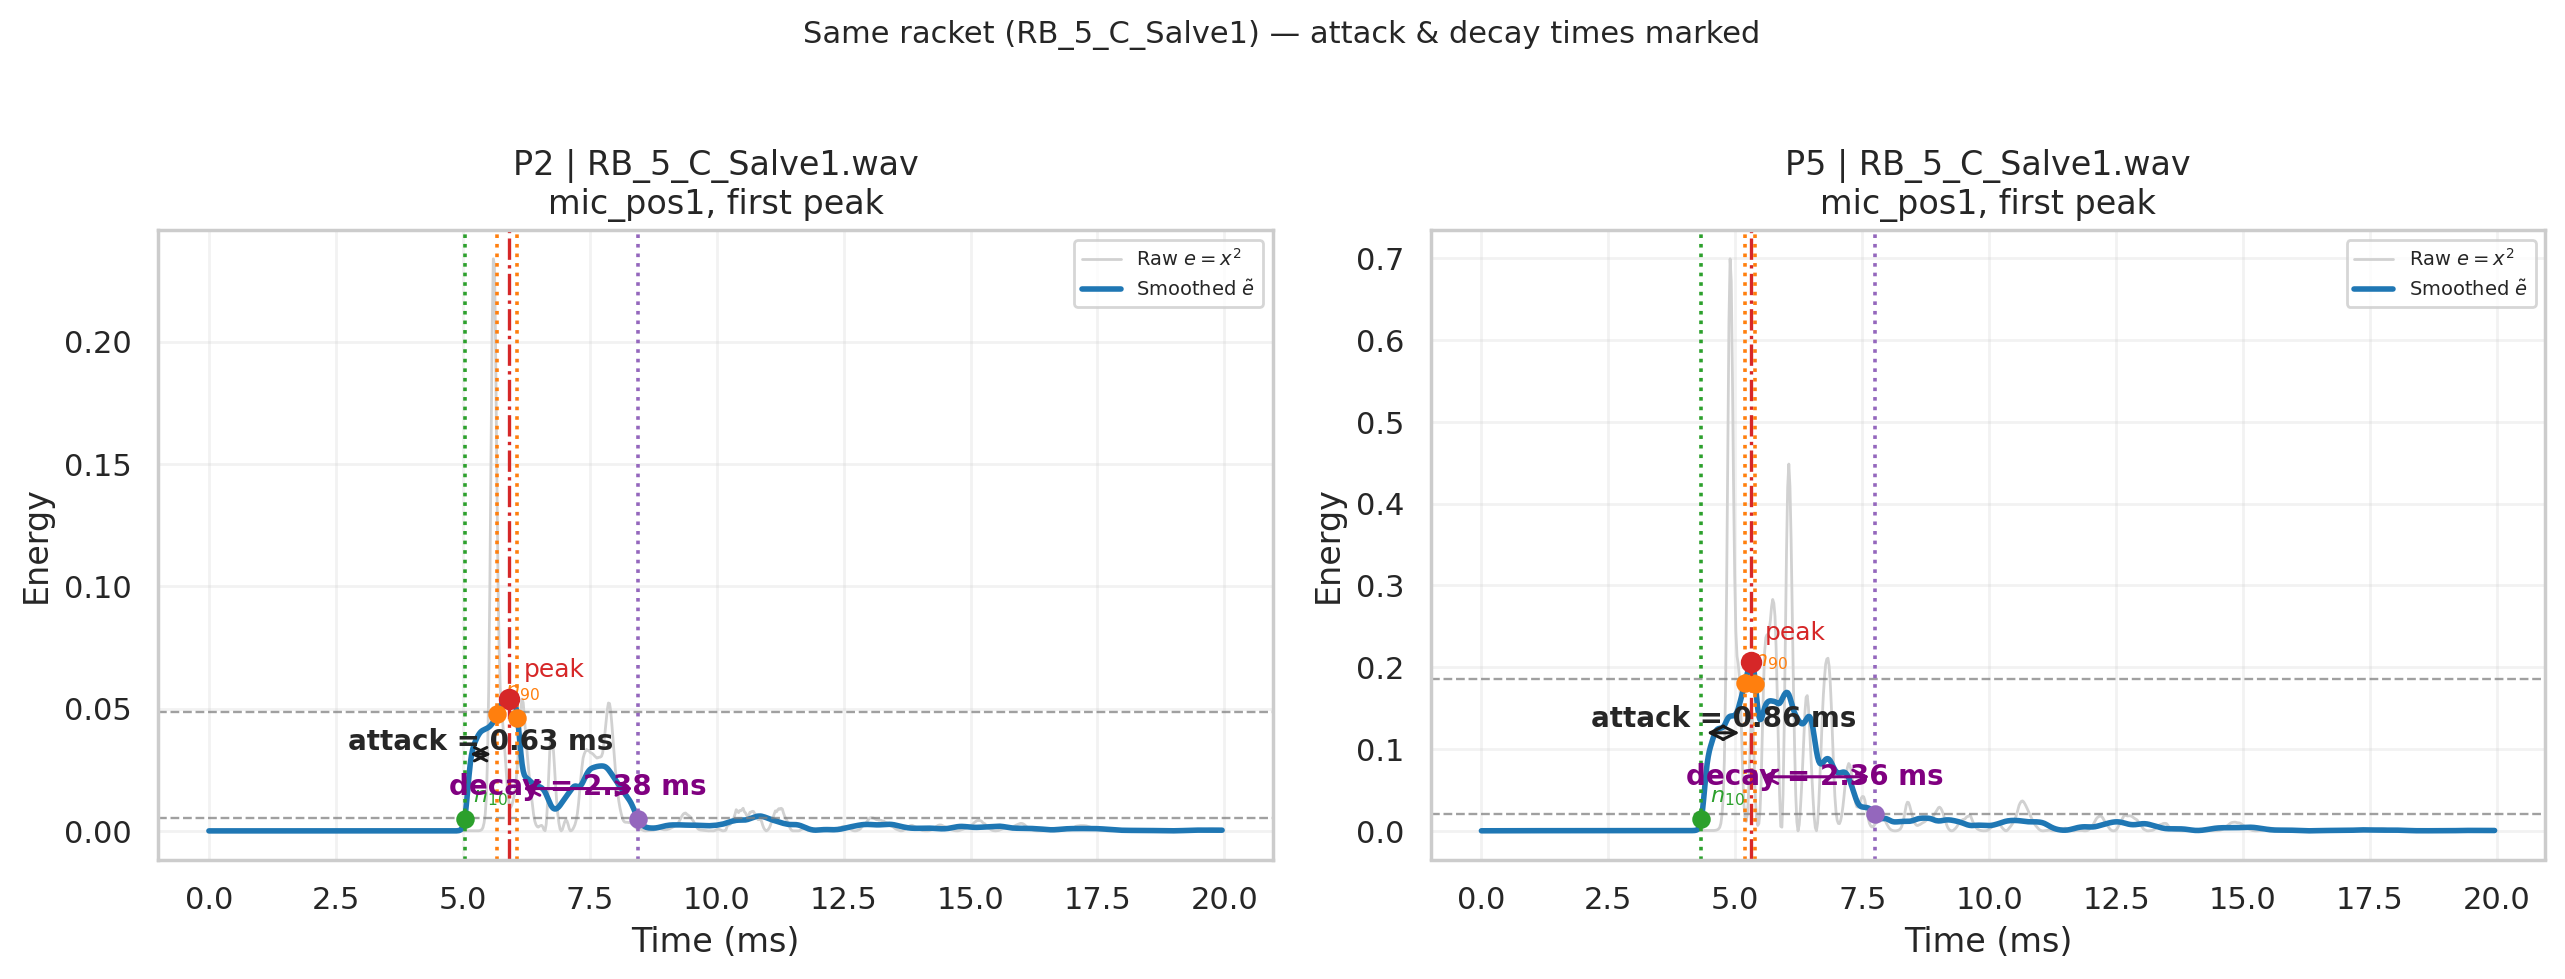 Same racket (RB_5_C_Salve1) — attack & decay times marked
P2 | RB_5_C_Salve1.wav
mic_pos1, first peak
Raw e = x²
Smoothed ẽ
0.20
0.15
0.10
0.05
0.00
Energy
peak
n₉₀
attack = 0.63 ms
decay = 2.38 ms
n₁₀
0.0 2.5 5.0 7.5 10.0 12.5 15.0 17.5 20.0
Time (ms)
P5 | RB_5_C_Salve1.wav
mic_pos1, first peak
Raw e = x²
Smoothed ẽ
0.7
0.6
0.5
0.4
0.3
0.2
0.1
0.0
Energy
peak
n₉₀
attack = 0.86 ms
decay = 2.36 ms
n₁₀
0.0 2.5 5.0 7.5 10.0 12.5 15.0 17.5 20.0
Time (ms)